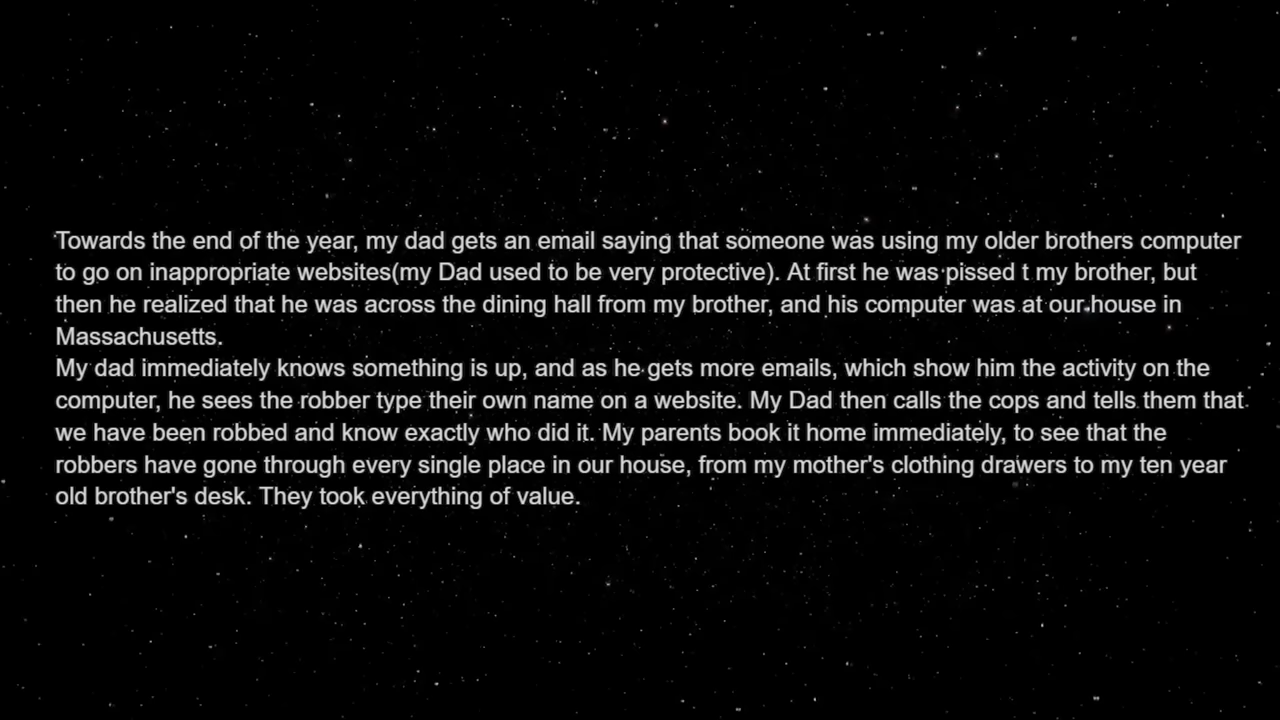 Towards the end of the year, my dad gets an email saying that someone was using my older brothers computer
to go on inappropriate websites(my Dad used to be very protective). At first he was pissed t my brother, but
then he realized that he was across the dining hall from my brother, and his computer was at our house in
Massachusetts.
My dad immediately knows something is up, and as he gets more emails, which show him the activity on the
computer, he sees the robber type their own name on a website. My Dad then calls the cops and tells them that
we have been robbed and know exactly who did it. My parents book it home immediately, to see that the
robbers have gone through every single place in our house, from my mother's clothing drawers to my ten year
old brother's desk. They took everything of value.